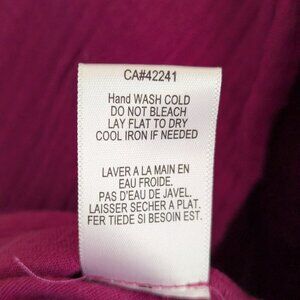 CA#42241
Hand WASH COLD
DO NOT BLEACH
LAY FLAT TO DRY
COOL IRON IF NEEDED
LAVER A LA MAIN EN
EAU FROIDE.
PAS D'EAU DE JAVEL.
LAISSER SECHER A PLAT.
FER TIEDE SI BESOIN EST.